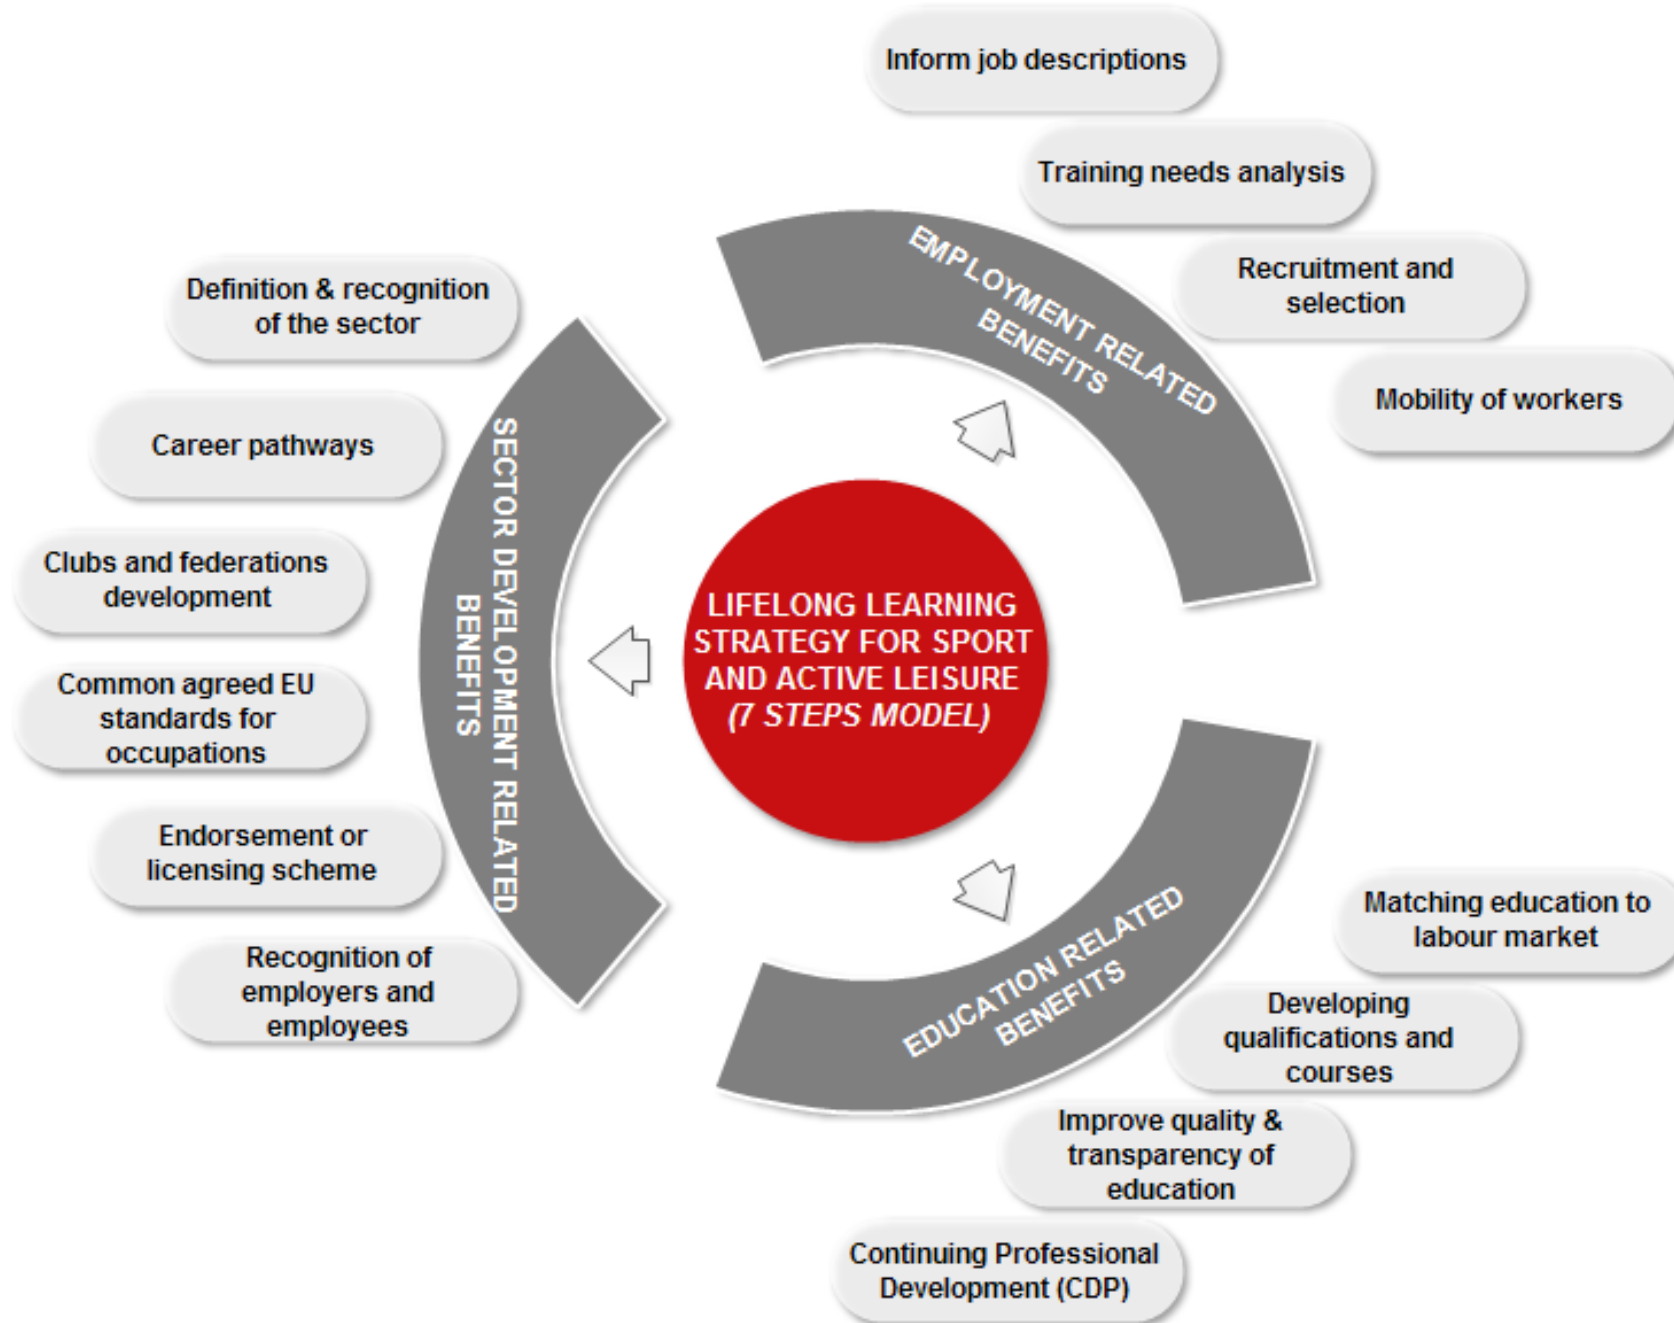 Inform job descriptions
Training needs analysis
Recruitment and
selection
Mobility of workers
EMPLOYMENT RELATED
BENEFITS
Definition & recognition
of the sector
Career pathways
Clubs and federations
development
Common agreed EU
standards for
occupations
Endorsement or
licensing scheme
Recognition of
employers and
employees
SECTOR DEVELOPMENT RELATED
BENEFITS
LIFELONG LEARNING
STRATEGY FOR SPORT
AND ACTIVE LEISURE
(7 STEPS MODEL)
EDUCATION RELATED
BENEFITS
Matching education to
labour market
Developing
qualifications and
courses
Improve quality &
transparency of
education
Continuing Professional
Development (CDP)